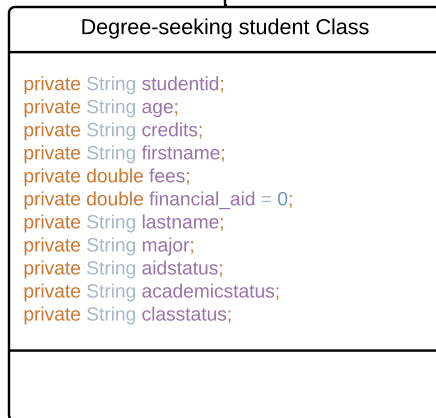 Degree-seeking student Class
private String studentid;
private String age;
private String credits;
private String firstname;
private double fees;
private double financial_aid = 0;
private String lastname;
private String major;
private String aidstatus;
private String academicstatus;
private String classtatus;